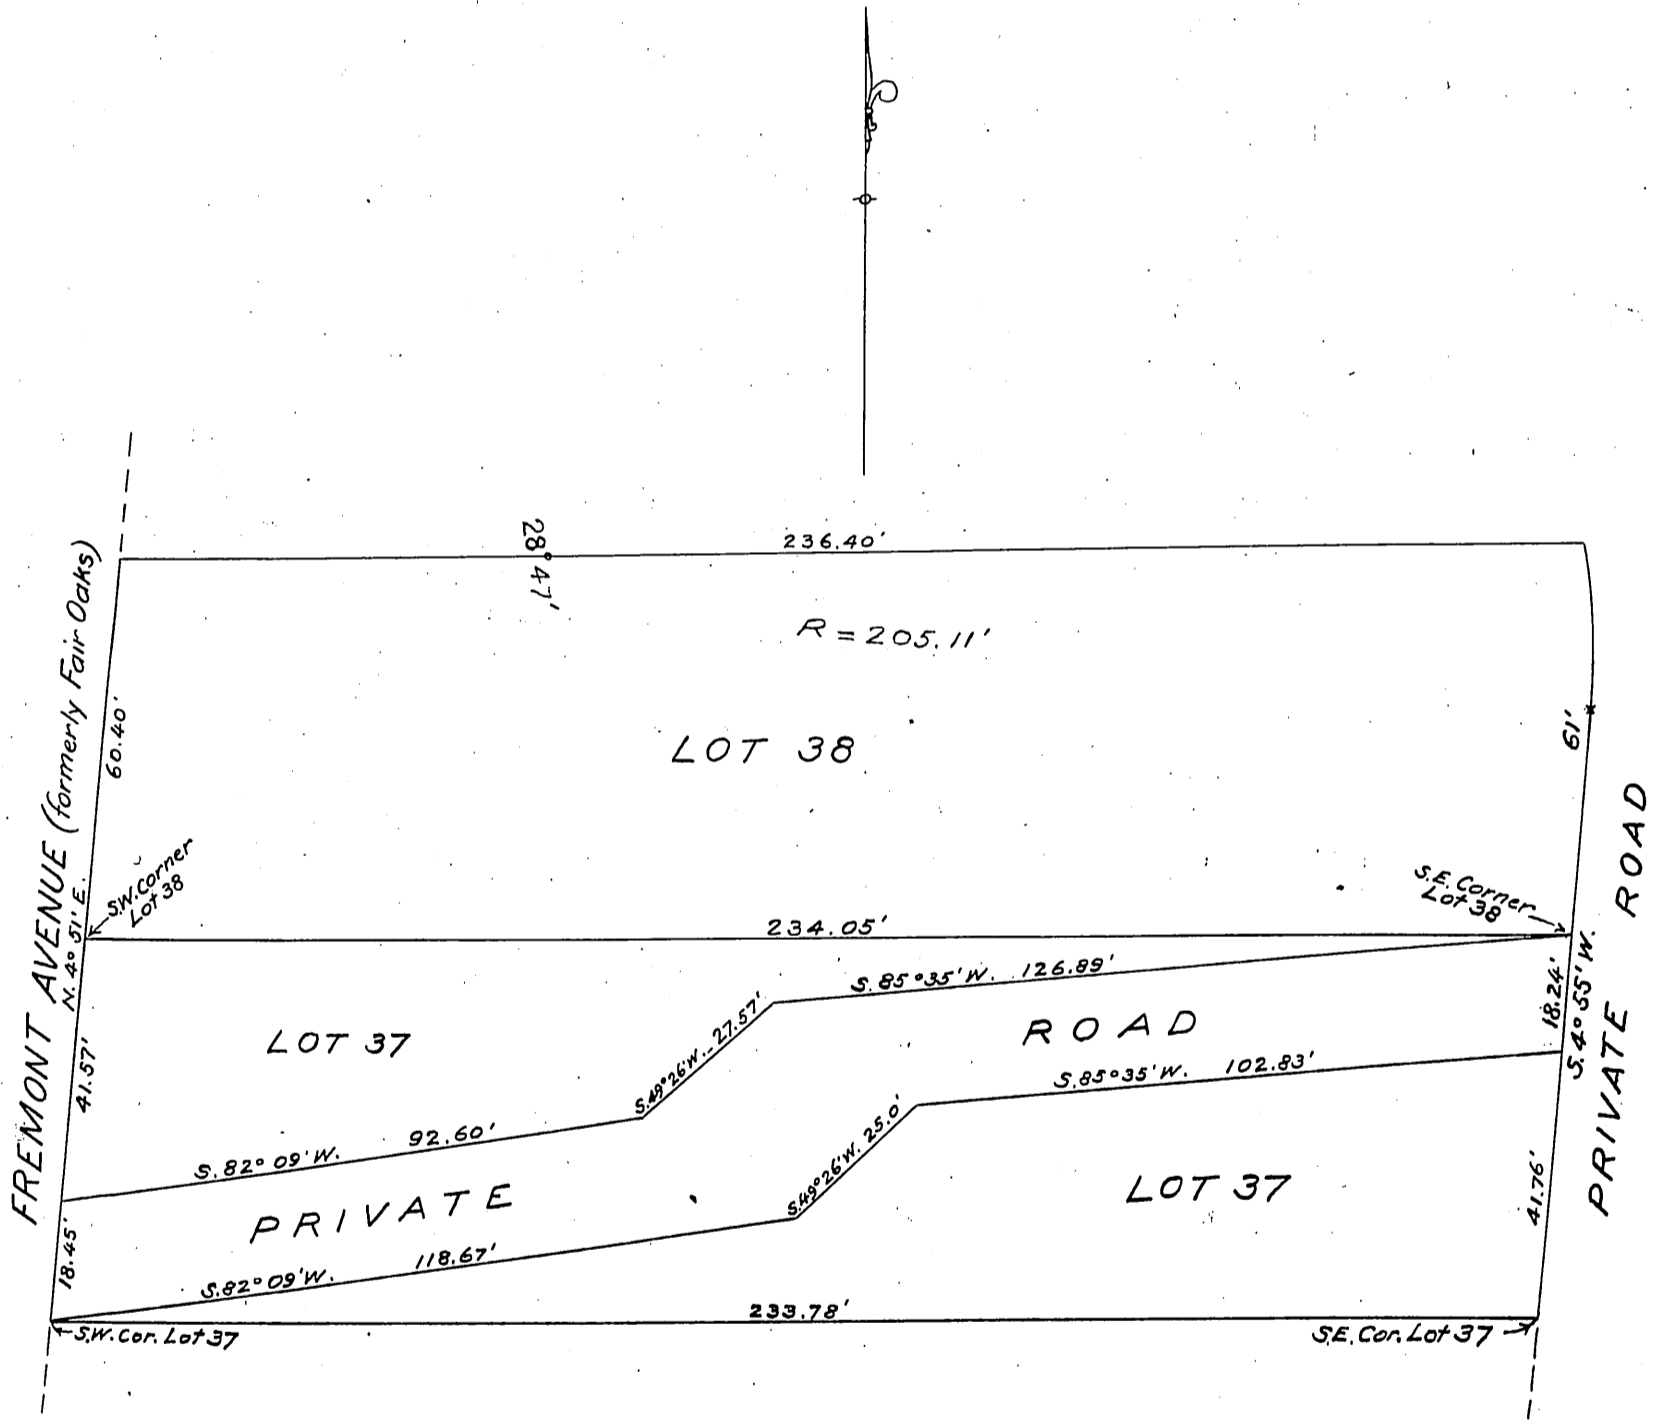 28° 47'
236.40'
R = 205.11'
LOT 38
60.40'
61'
FREMONT AVENUE (formerly Fair Oaks)
N. 4° 51' E.
S.W. Corner
Lot 38
S.E. Corner
Lot 38
234.05'
S. 85° 35' W. 126.89'
18.24'
S. 4° 55' W.
PRIVATE ROAD
LOT 37
41.57'
S. 49° 26' W. 27.57'
ROAD
S. 85° 35' W. 102.83'
S. 82° 09' W. 92.60'
S. 49° 26' W. 25.0'
LOT 37
41.76'
PRIVATE
18.45'
S. 82° 09' W. 118.67'
233.78'
S.W. Cor. Lot 37
S.E. Cor. Lot 37